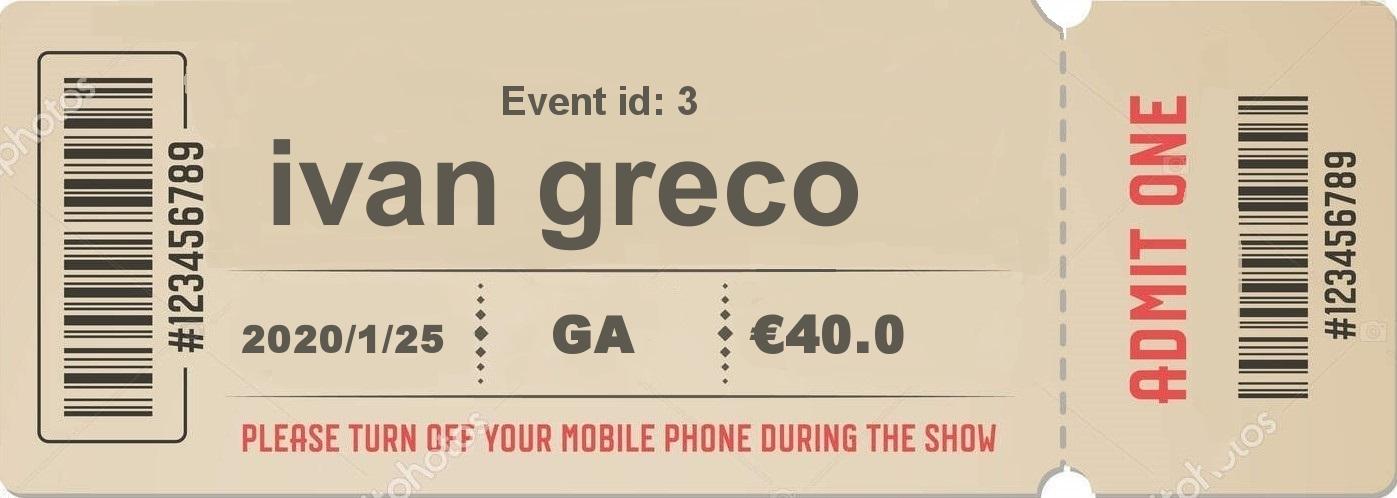 #123456789
Event id: 3
ivan greco
2020/1/25
GA
€40.0
PLEASE TURN OFF YOUR MOBILE PHONE DURING THE SHOW
ADMIT ONE
#123456789